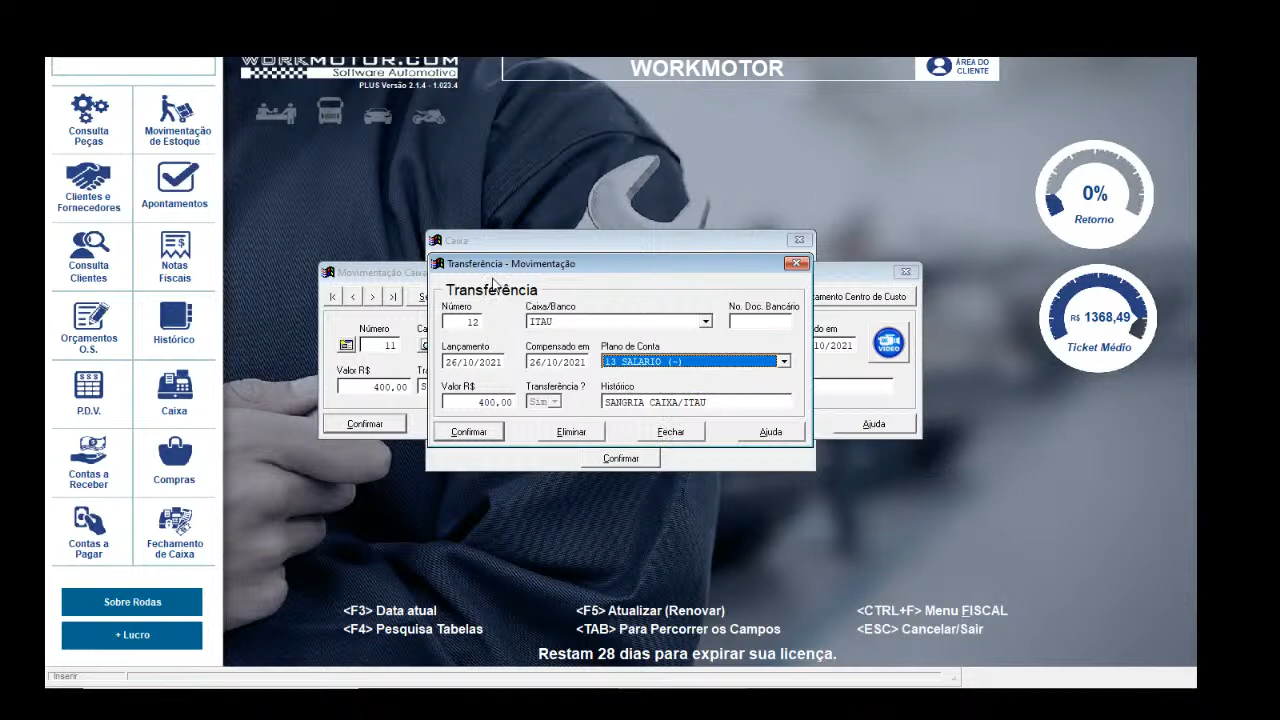 WORKMOTOR.COM
Software Automotivo
PLUS Versão 2.1.4 - 1.023.4
WORKMOTOR
ÁREA DO
CLIENTE
Consulta
Peças
Movimentação
de Estoque
Clientes e
Fornecedores
Apontamentos
Consulta
Clientes
Notas
Fiscais
Orçamentos
O.S.
Histórico
P.D.V.
Caixa
Contas a
Receber
Compras
Contas a
Pagar
Fechamento
de Caixa
Sobre Rodas
+ Lucro
0%
Retorno
R$ 1368,49
Ticket Médio
Caixa
Movimentação Caixa
Número
11
Valor R$
400,00
Confirmar
amento Centro de Custo
do em
10/2021
VIDEO
Ajuda
Transferência - Movimentação
Transferência
Número Caixa/Banco No. Doc. Bancário
12 ITAU
Lançamento Compensado em Plano de Conta
26/10/2021 26/10/2021 13 SALARIO (-)
Valor R$ Transferência ? Histórico
400,00 Sim SANGRIA CAIXA/ITAU
Confirmar Eliminar Fechar Ajuda
Confirmar
<F3> Data atual <F5> Atualizar (Renovar) <CTRL+F> Menu FISCAL
<F4> Pesquisa Tabelas <TAB> Para Percorrer os Campos <ESC> Cancelar/Sair
Restam 28 dias para expirar sua licença.
Inserir